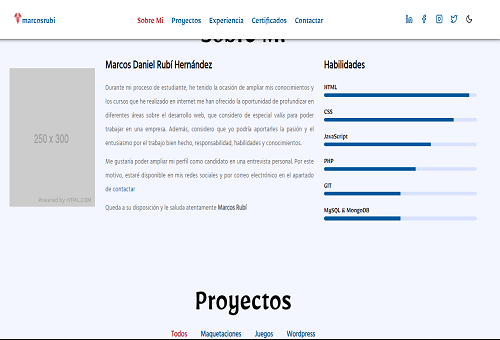 marcosrubi
Sobre Mi Proyectos Experiencia Certificados Contactar
Sobre Mi
250 x 300
Powered by HTML.COM
Marcos Daniel Rubí Hernández
Durante mi proceso de estudiante, he tenido la ocasión de ampliar mis conocimientos y
los cursos que he realizado en internet me han ofrecido la oportunidad de profundizar en
diferentes áreas sobre el desarrollo web, que considero de especial valía para poder
trabajar en una empresa. Además, considero que yo podría aportarles la pasión y el
entusiasmo por el trabajo bien hecho, responsabilidad, habilidades y conocimientos.
Me gustaría poder ampliar mi perfil como candidato en una entrevista personal. Por este
motivo, estaré disponible en mis redes sociales y por correo electrónico en el apartado
de contactar
Queda a su disposición y le saluda atentamente Marcos Rubí
Habilidades
HTML
CSS
JavaScript
PHP
GIT
MySQL & MongoDB
Proyectos
Todos Maquetaciones Juegos Wordpress